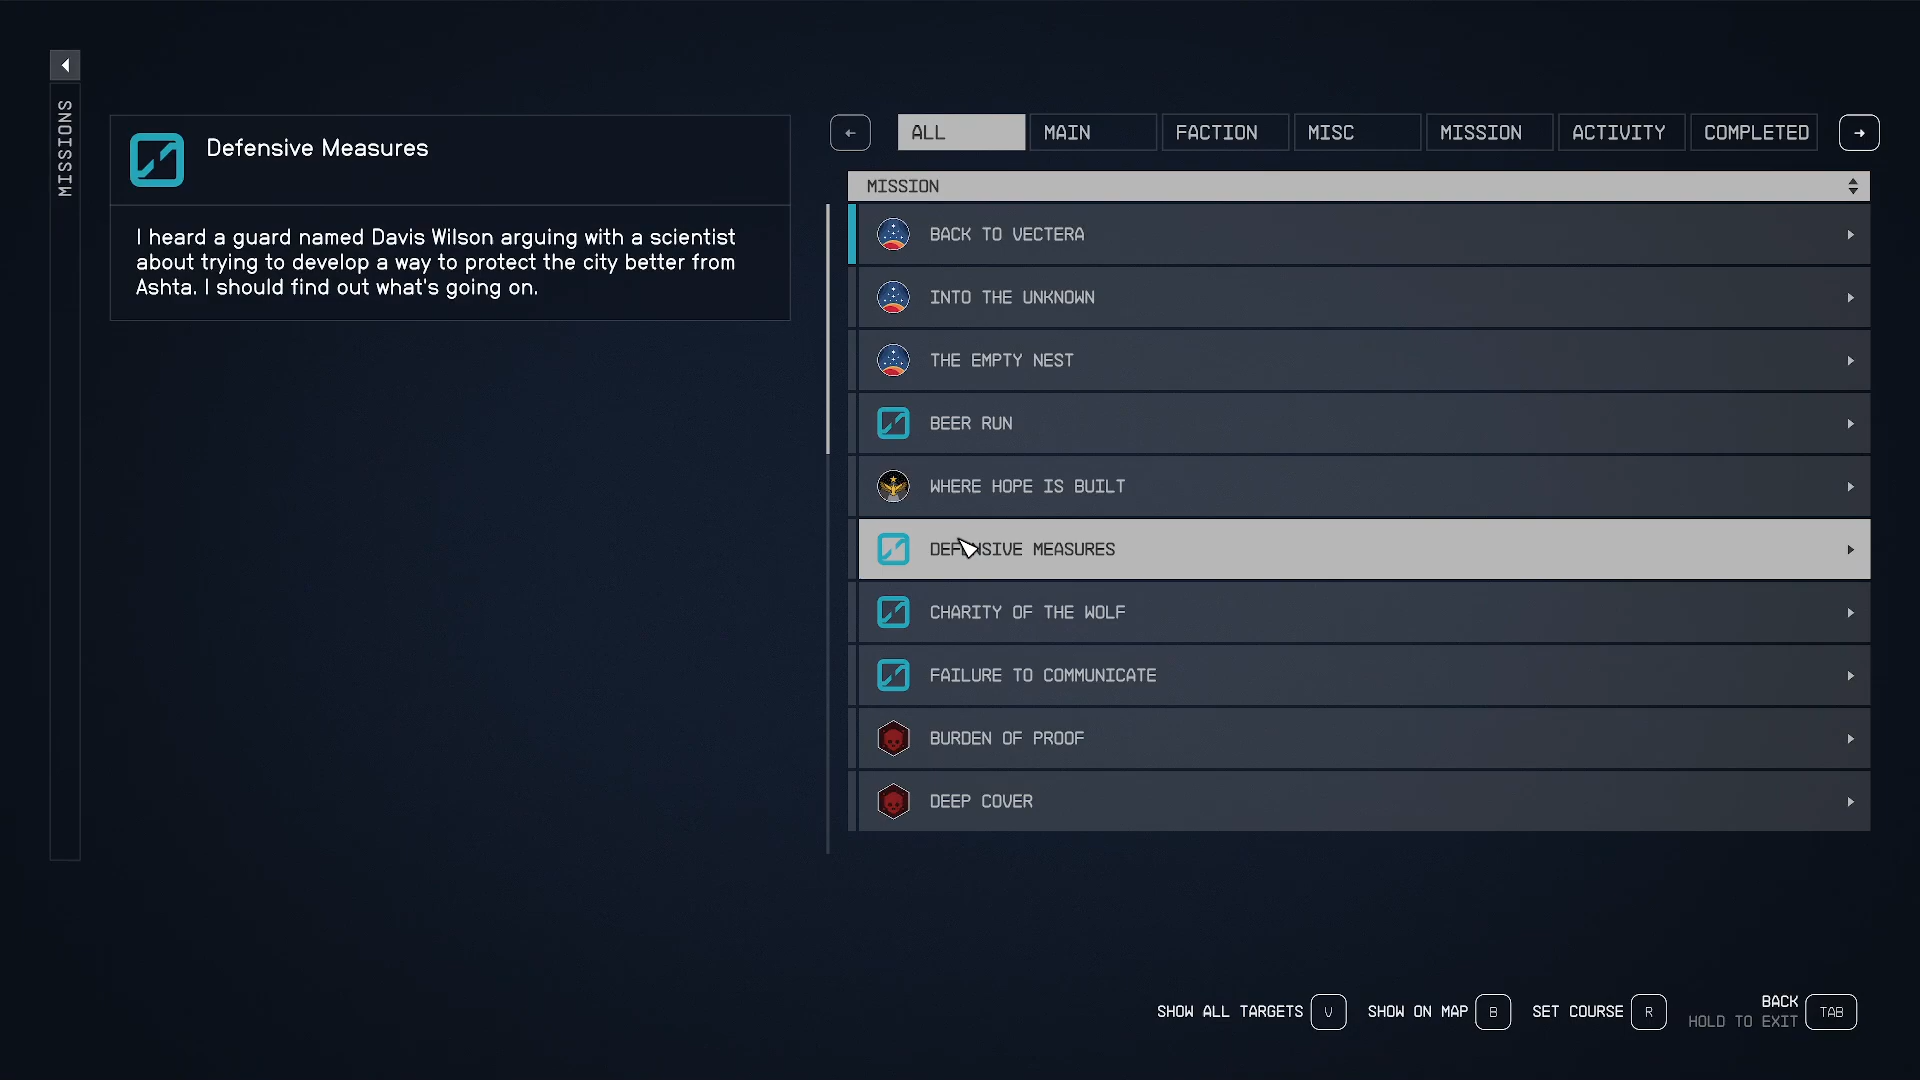 MISSIONS
Defensive Measures
I heard a guard named Davis Wilson arguing with a scientist
about trying to develop a way to protect the city better from
Ashta. I should find out what's going on.
ALL
MAIN
FACTION
MISC
MISSION
ACTIVITY
COMPLETED
MISSION
BACK TO VECTERA
INTO THE UNKNOWN
THE EMPTY NEST
BEER RUN
WHERE HOPE IS BUILT
DEFENSIVE MEASURES
CHARITY OF THE WOLF
FAILURE TO COMMUNICATE
BURDEN OF PROOF
DEEP COVER
SHOW ALL TARGETS V
SHOW ON MAP B
SET COURSE R
BACK
HOLD TO EXIT
TAB